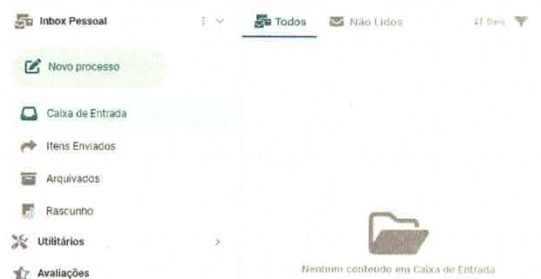 Inbox Pessoal
Novo processo
Caixa de Entrada
Itens Enviados
Arquivados
Rascunho
Utilitários
Avaliações
Todos
Não Lidos
Data
Nenhum conteúdo em Caixa de Entrada